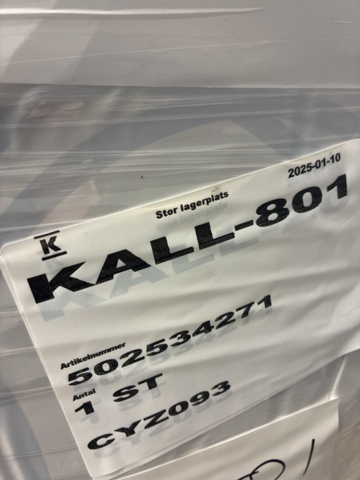 2025-01-10
Stor lagerplats
K
KALL-801
Artikelnummer
502534271
Antal
1 ST
CYZ093